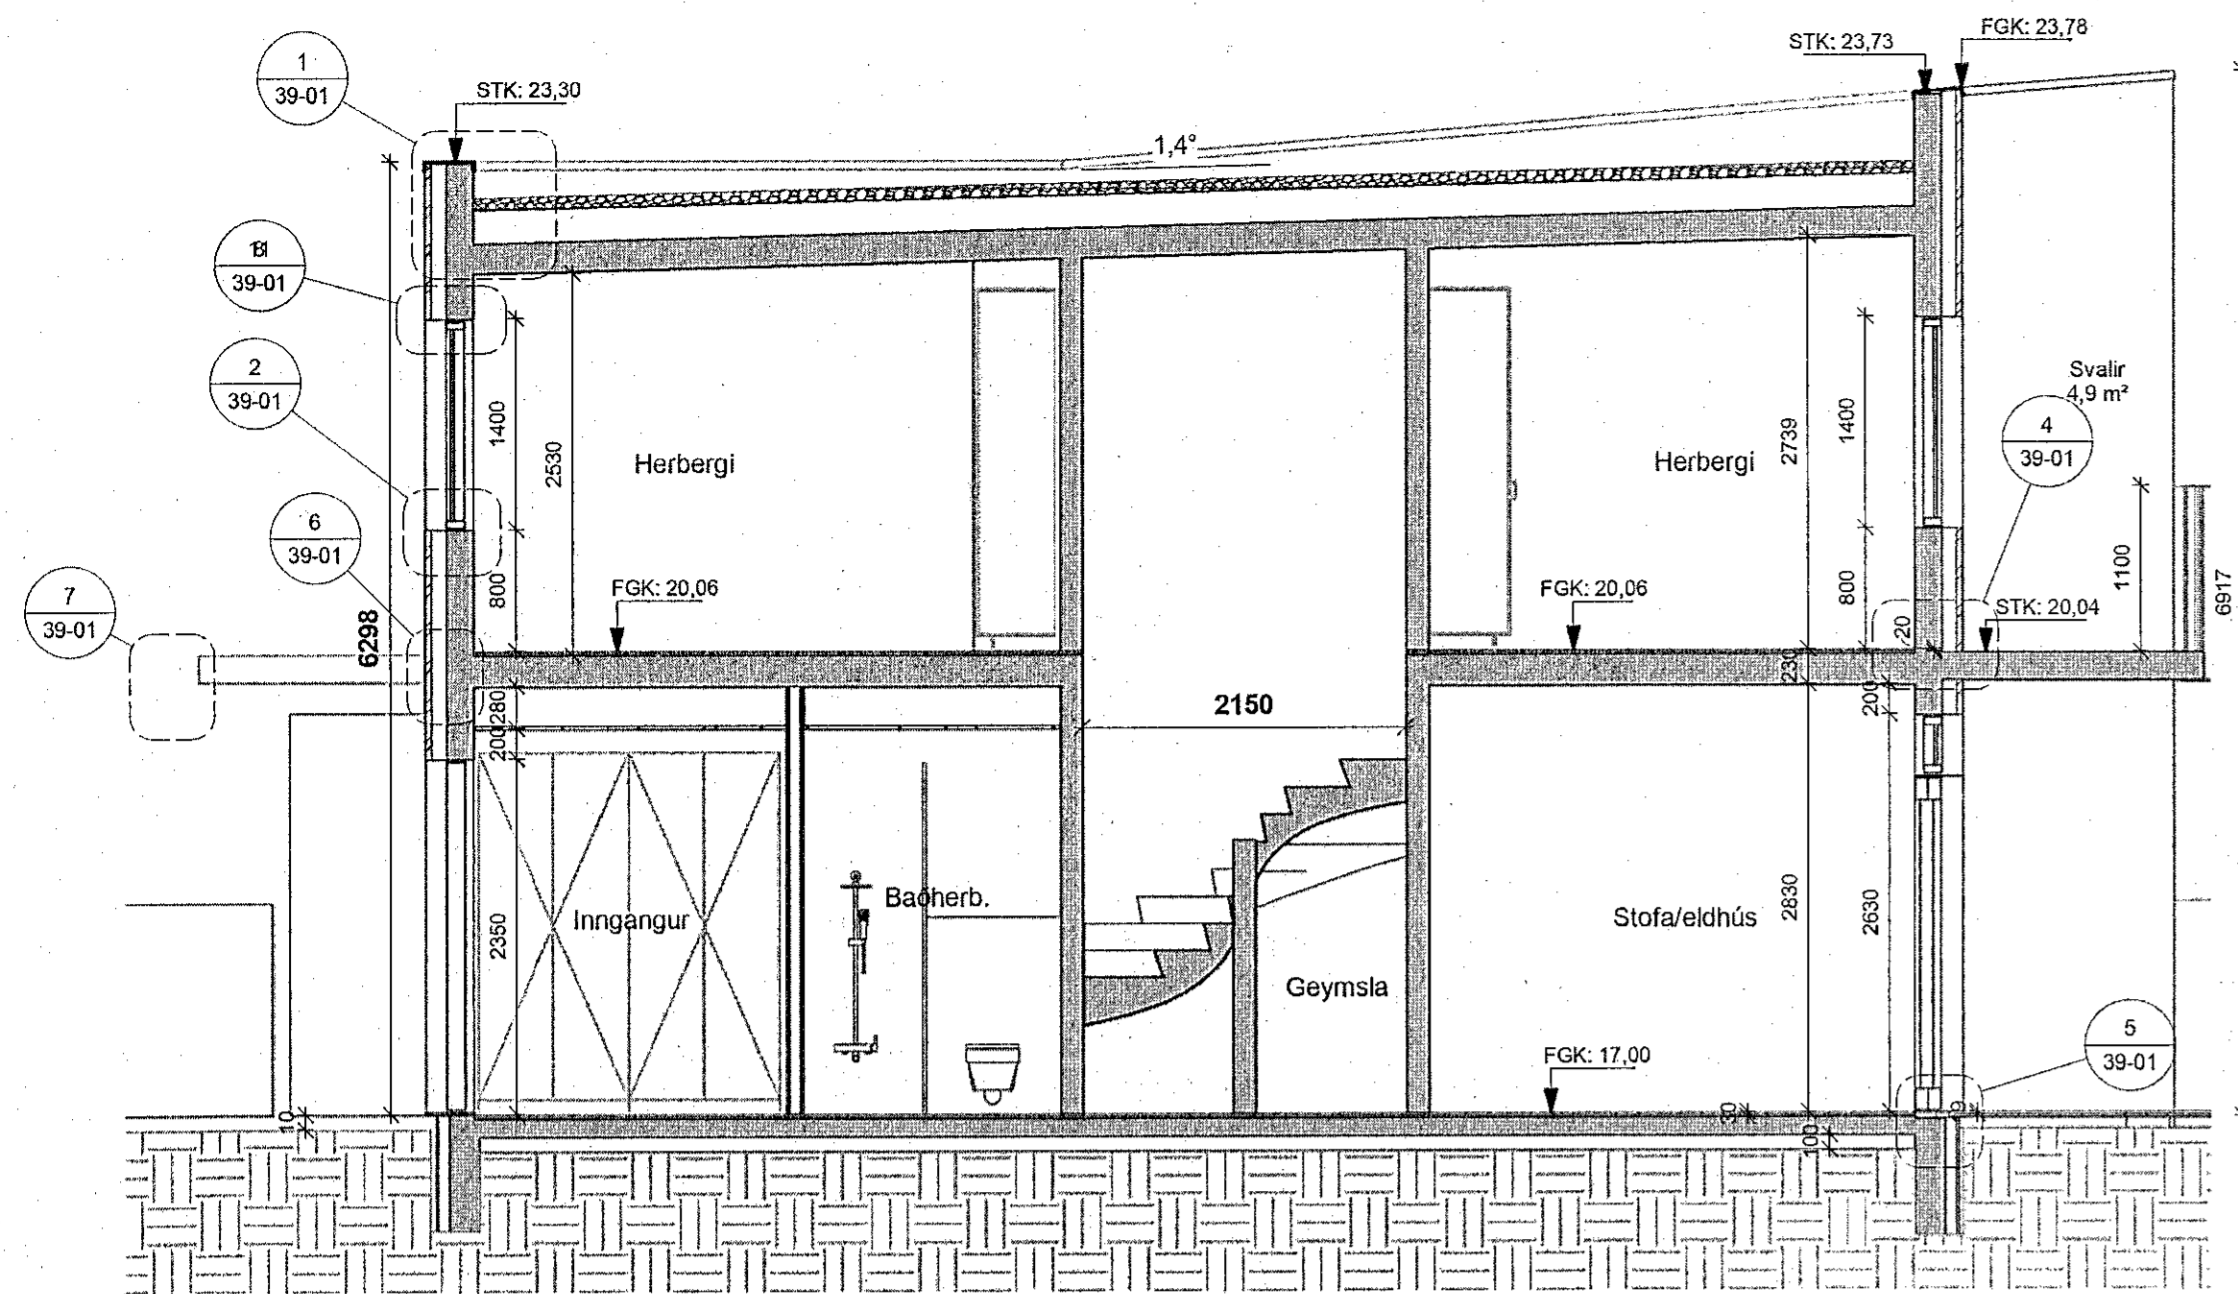 FGK: 23,78
STK: 23,73
1
39-01
STK: 23,30
1,4°
39-01
2
39-01
Svalir
4,9 m²
4
39-01
1400
2530
Herbergi
Herbergi
2739
1400
6
39-01
7
39-01
800
FGK: 20,06
FGK: 20,06
800
1100
6917
STK: 20,04
20
6298
230
280
200
2150
200
Baðherb.
Inngangur
2350
Stofa/eldhús
2830
2630
Geymsla
5
39-01
FGK: 17,00
10
30
100